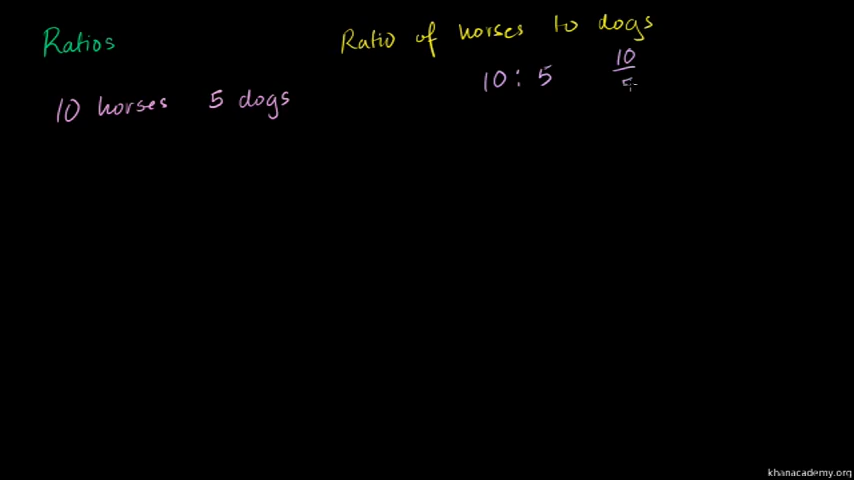 Ratios
Ratio of horses to dogs
10 horses 5 dogs
10 : 5
10
5
khanacademy.org